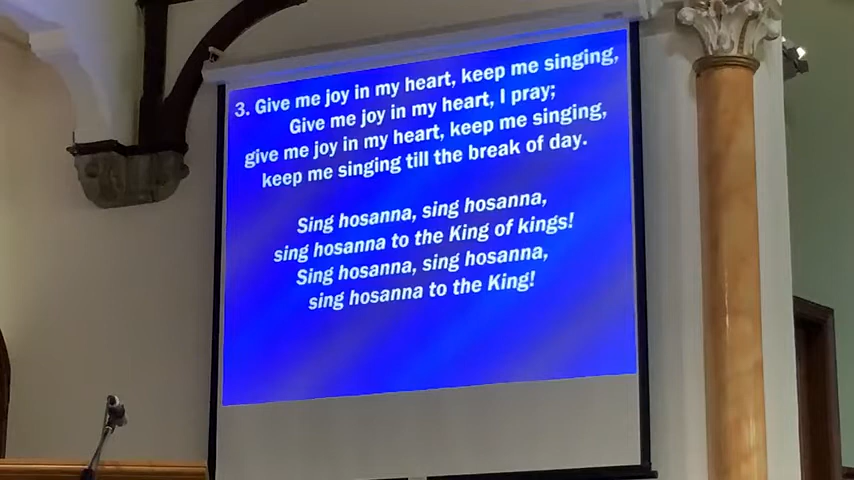 3. Give me joy in my heart, keep me singing,
Give me joy in my heart, I pray;
give me joy in my heart, keep me singing,
keep me singing till the break of day.
Sing hosanna, sing hosanna,
sing hosanna to the King of kings!
Sing hosanna, sing hosanna,
sing hosanna to the King!